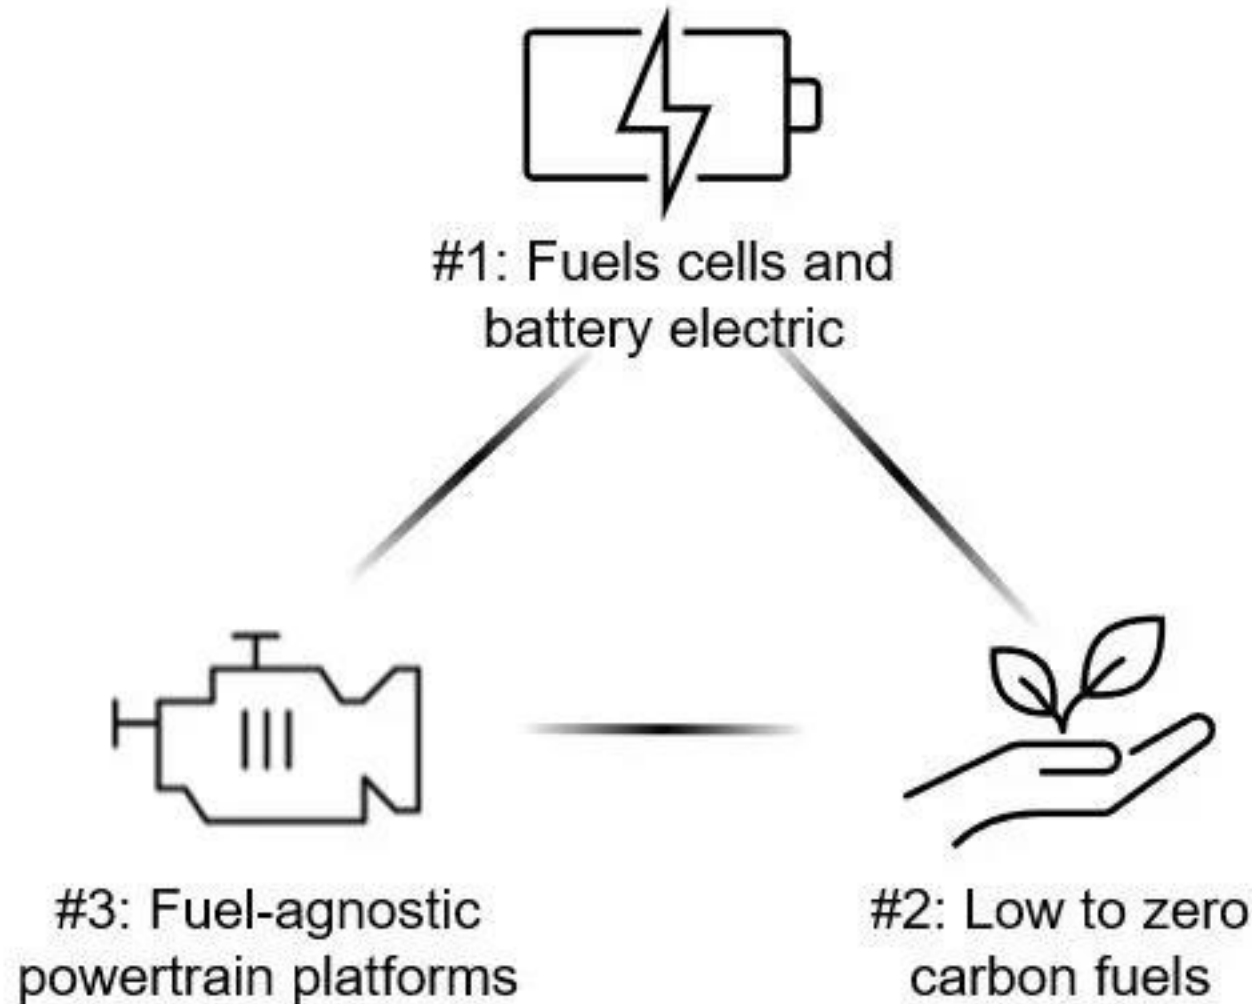 #1: Fuels cells and
battery electric
#3: Fuel-agnostic
powertrain platforms
#2: Low to zero
carbon fuels